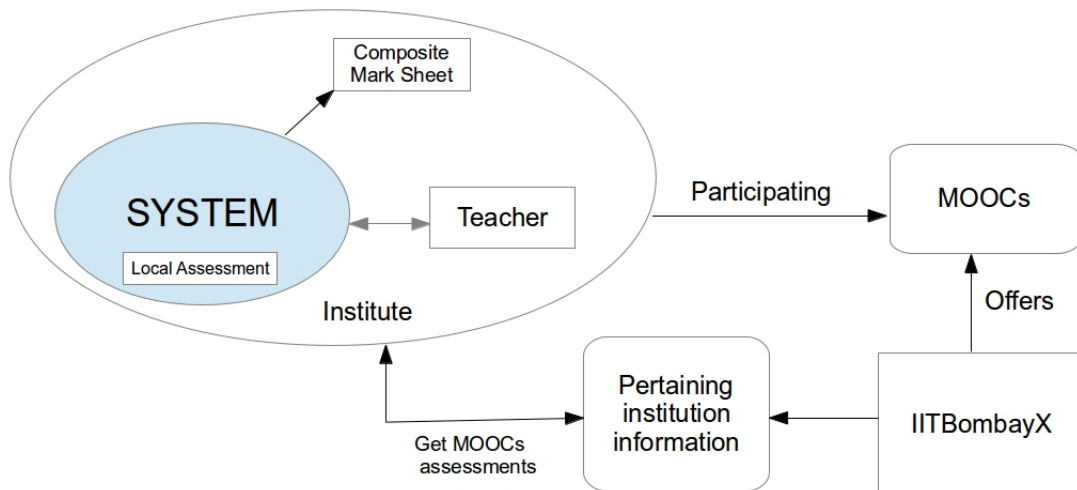 Composite
Mark Sheet
SYSTEM
Teacher
Local Assessment
Institute
Participating
MOOCs
Offers
Pertaining
institution
information
IITBombayX
Get MOOCs
assessments